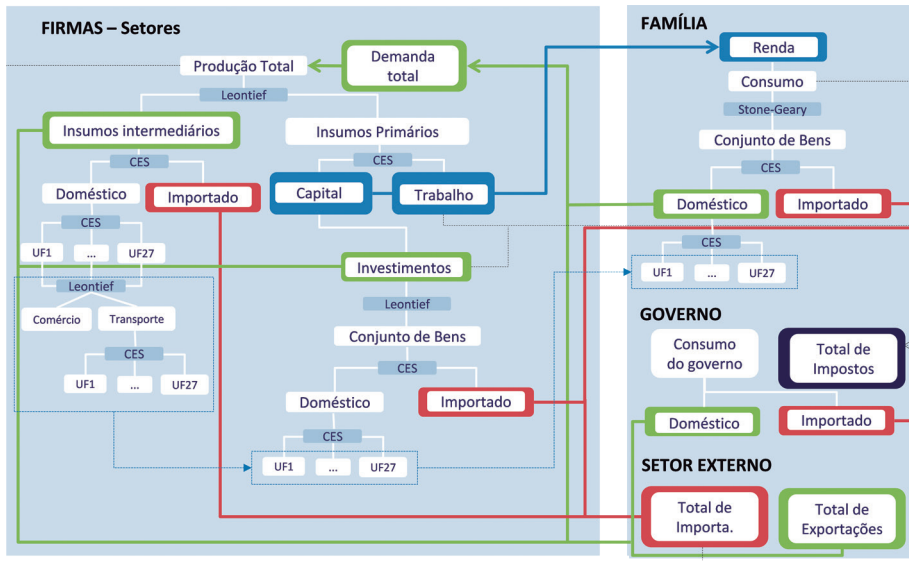 FIRMAS – Setores
Produção Total
Demanda
total
Leontief
Insumos intermediários
Insumos Primários
CES
CES
Doméstico
Importado
Capital
Trabalho
CES
UF1
...
UF27
Investimentos
Leontief
Leontief
Comércio
Transporte
Conjunto de Bens
CES
CES
UF1
...
UF27
Doméstico
Importado
CES
UF1
...
UF27
FAMÍLIA
Renda
Consumo
Stone-Geary
Conjunto de Bens
CES
Doméstico
Importado
CES
UF1
...
UF27
GOVERNO
Consumo
do governo
Total de
Impostos
Doméstico
Importado
SETOR EXTERNO
Total de
Importa.
Total de
Exportações